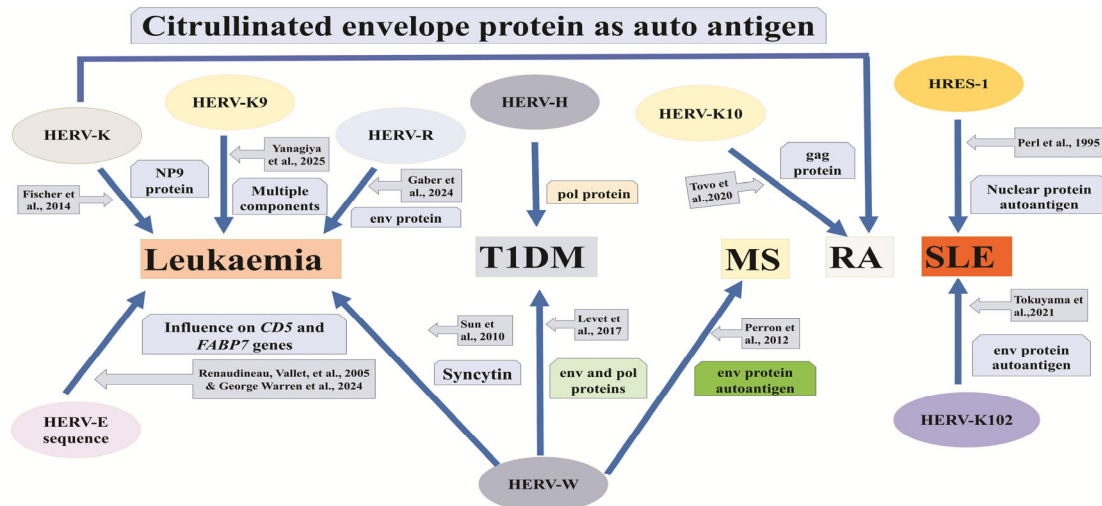 Citrullinated envelope protein as auto antigen
HERV-K9
HERV-H
HRES-1
HERV-K
HERV-R
HERV-K10
Yanagiya
et al., 2025
Perl et al., 1995
NP9
protein
gag
protein
Fischer et
al., 2014
Multiple
components
Gaber et
al., 2024
env protein
pol protein
Tovo et
al.,2020
Nuclear protein
autoantigen
Leukaemia
T1DM
MS
RA
SLE
Influence on CD5 and
FABP7 genes
Sun et
al., 2010
Levet et
al., 2017
Perron et
al., 2012
Tokuyama et
al.,2021
Renaudineau, Vallet, et al., 2005
& George Warren et al., 2024
Syncytin
env and pol
proteins
env protein
autoantigen
env protein
autoantigen
HERV-E
sequence
HERV-K102
HERV-W